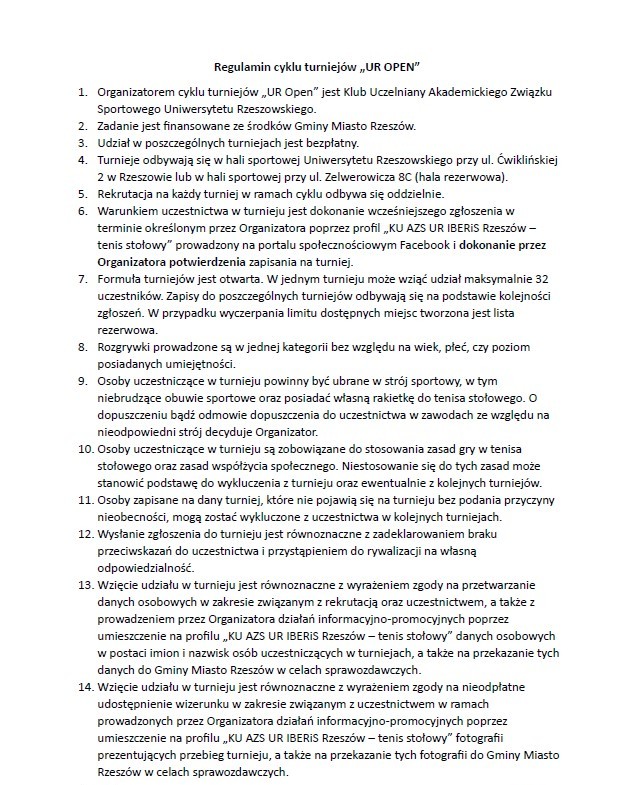 Regulamin cyklu turniejów „UR OPEN”
1. Organizatorem cyklu turniejów „UR Open” jest Klub Uczelniany Akademickiego Związku
Sportowego Uniwersytetu Rzeszowskiego.
2. Zadanie jest finansowane ze środków Gminy Miasto Rzeszów.
3. Udział w poszczególnych turniejach jest bezpłatny.
4. Turnieje odbywają się w hali sportowej Uniwersytetu Rzeszowskiego przy ul. Ćwiklińskiej
2 w Rzeszowie lub w hali sportowej przy ul. Zelwerowicza 8C (hala rezerwowa).
5. Rekrutacja na każdy turniej w ramach cyklu odbywa się oddzielnie.
6. Warunkiem uczestnictwa w turnieju jest dokonanie wcześniejszego zgłoszenia w
terminie określonym przez Organizatora poprzez profil „KU AZS UR IBERiS Rzeszów –
tenis stołowy” prowadzony na portalu społecznościowym Facebook i dokonanie przez
Organizatora potwierdzenia zapisania na turniej.
7. Formuła turniejów jest otwarta. W jednym turnieju może wziąć udział maksymalnie 32
uczestników. Zapisy do poszczególnych turniejów odbywają się na podstawie kolejności
zgłoszeń. W przypadku wyczerpania limitu dostępnych miejsc tworzona jest lista
rezerwowa.
8. Rozgrywki prowadzone są w jednej kategorii bez względu na wiek, płeć, czy poziom
posiadanych umiejętności.
9. Osoby uczestniczące w turnieju powinny być ubrane w strój sportowy, w tym
niebrudzące obuwie sportowe oraz posiadać własną rakietkę do tenisa stołowego. O
dopuszczeniu bądź odmowie dopuszczenia do uczestnictwa w zawodach ze względu na
nieodpowiedni strój decyduje Organizator.
10. Osoby uczestniczące w turnieju są zobowiązane do stosowania zasad gry w tenisa
stołowego oraz zasad współżycia społecznego. Niestosowanie się do tych zasad może
stanowić podstawę do wykluczenia z turnieju oraz ewentualnie z kolejnych turniejów.
11. Osoby zapisane na dany turniej, które nie pojawią się na turnieju bez podania przyczyny
nieobecności, mogą zostać wykluczone z uczestnictwa w kolejnych turniejach.
12. Wysłanie zgłoszenia do turnieju jest równoznaczne z zadeklarowaniem braku
przeciwskazań do uczestnictwa i przystąpieniem do rywalizacji na własną
odpowiedzialność.
13. Wzięcie udziału w turnieju jest równoznaczne z wyrażeniem zgody na przetwarzanie
danych osobowych w zakresie związanym z rekrutacją oraz uczestnictwem, a także z
prowadzeniem przez Organizatora działań informacyjno-promocyjnych poprzez
umieszczenie na profilu „KU AZS UR IBERiS Rzeszów – tenis stołowy” danych osobowych
w postaci imion i nazwisk osób uczestniczących w turniejach, a także na przekazanie tych
danych do Gminy Miasto Rzeszów w celach sprawozdawczych.
14. Wzięcie udziału w turnieju jest równoznaczne z wyrażeniem zgody na nieodpłatne
udostępnienie wizerunku w zakresie związanym z uczestnictwem w ramach
prowadzonych przez Organizatora działań informacyjno-promocyjnych poprzez
umieszczenie na profilu „KU AZS UR IBERiS Rzeszów – tenis stołowy” fotografii
prezentujących przebieg turnieju, a także na przekazanie tych fotografii do Gminy Miasto
Rzeszów w celach sprawozdawczych.